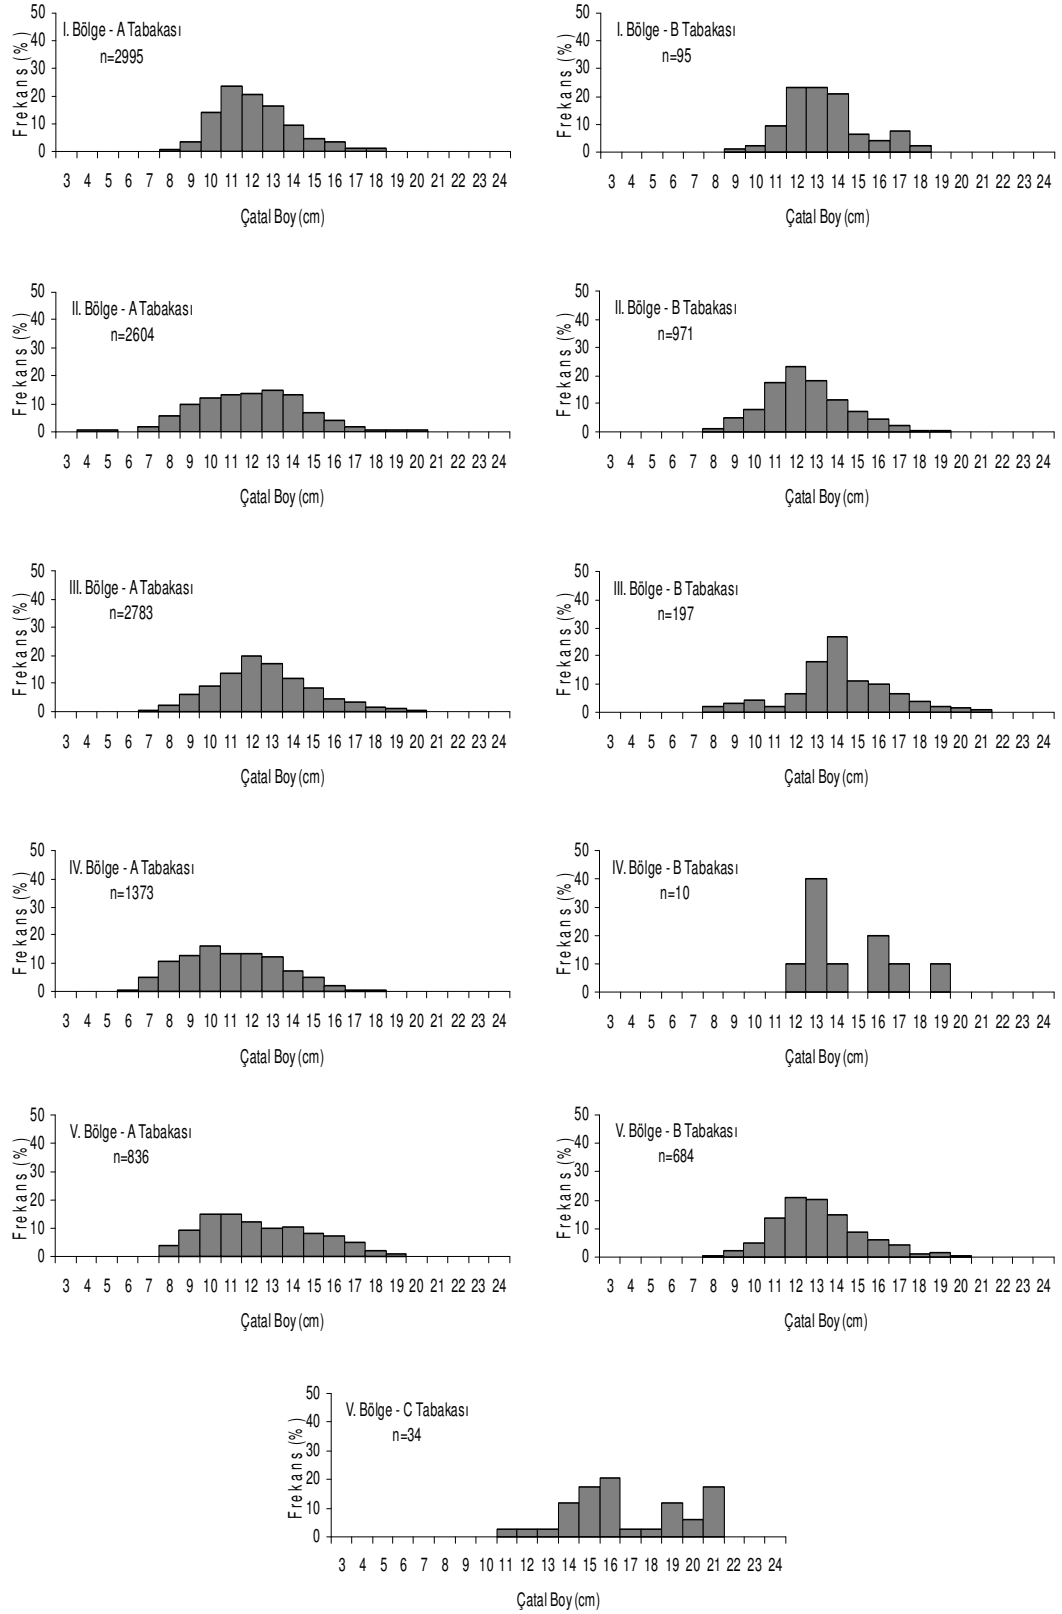 I. Bölge - A Tabakası
n=2995
Frekans (%)
50
40
30
20
10
0
3 4 5 6 7 8 9 10 11 12 13 14 15 16 17 18 19 20 21 22 23 24
Çatal Boy (cm)
I. Bölge - B Tabakası
n=95
Frekans (%)
50
40
30
20
10
0
3 4 5 6 7 8 9 10 11 12 13 14 15 16 17 18 19 20 21 22 23 24
Çatal Boy (cm)
II. Bölge - A Tabakası
n=2604
Frekans (%)
50
40
30
20
10
0
3 4 5 6 7 8 9 10 11 12 13 14 15 16 17 18 19 20 21 22 23 24
Çatal Boy (cm)
II. Bölge - B Tabakası
n=971
Frekans (%)
50
40
30
20
10
0
3 4 5 6 7 8 9 10 11 12 13 14 15 16 17 18 19 20 21 22 23 24
Çatal Boy (cm)
III. Bölge - A Tabakası
n=2783
Frekans (%)
50
40
30
20
10
0
3 4 5 6 7 8 9 10 11 12 13 14 15 16 17 18 19 20 21 22 23 24
Çatal Boy (cm)
III. Bölge - B Tabakası
n=197
Frekans (%)
50
40
30
20
10
0
3 4 5 6 7 8 9 10 11 12 13 14 15 16 17 18 19 20 21 22 23 24
Çatal Boy (cm)
IV. Bölge - A Tabakası
n=1373
Frekans (%)
50
40
30
20
10
0
3 4 5 6 7 8 9 10 11 12 13 14 15 16 17 18 19 20 21 22 23 24
Çatal Boy (cm)
IV. Bölge - B Tabakası
n=10
Frekans (%)
50
40
30
20
10
0
3 4 5 6 7 8 9 10 11 12 13 14 15 16 17 18 19 20 21 22 23 24
Çatal Boy (cm)
V. Bölge - A Tabakası
n=836
Frekans (%)
50
40
30
20
10
0
3 4 5 6 7 8 9 10 11 12 13 14 15 16 17 18 19 20 21 22 23 24
Çatal Boy (cm)
V. Bölge - B Tabakası
n=684
Frekans (%)
50
40
30
20
10
0
3 4 5 6 7 8 9 10 11 12 13 14 15 16 17 18 19 20 21 22 23 24
Çatal Boy (cm)
V. Bölge - C Tabakası
n=34
Frekans (%)
50
40
30
20
10
0
3 4 5 6 7 8 9 10 11 12 13 14 15 16 17 18 19 20 21 22 23 24
Çatal Boy (cm)